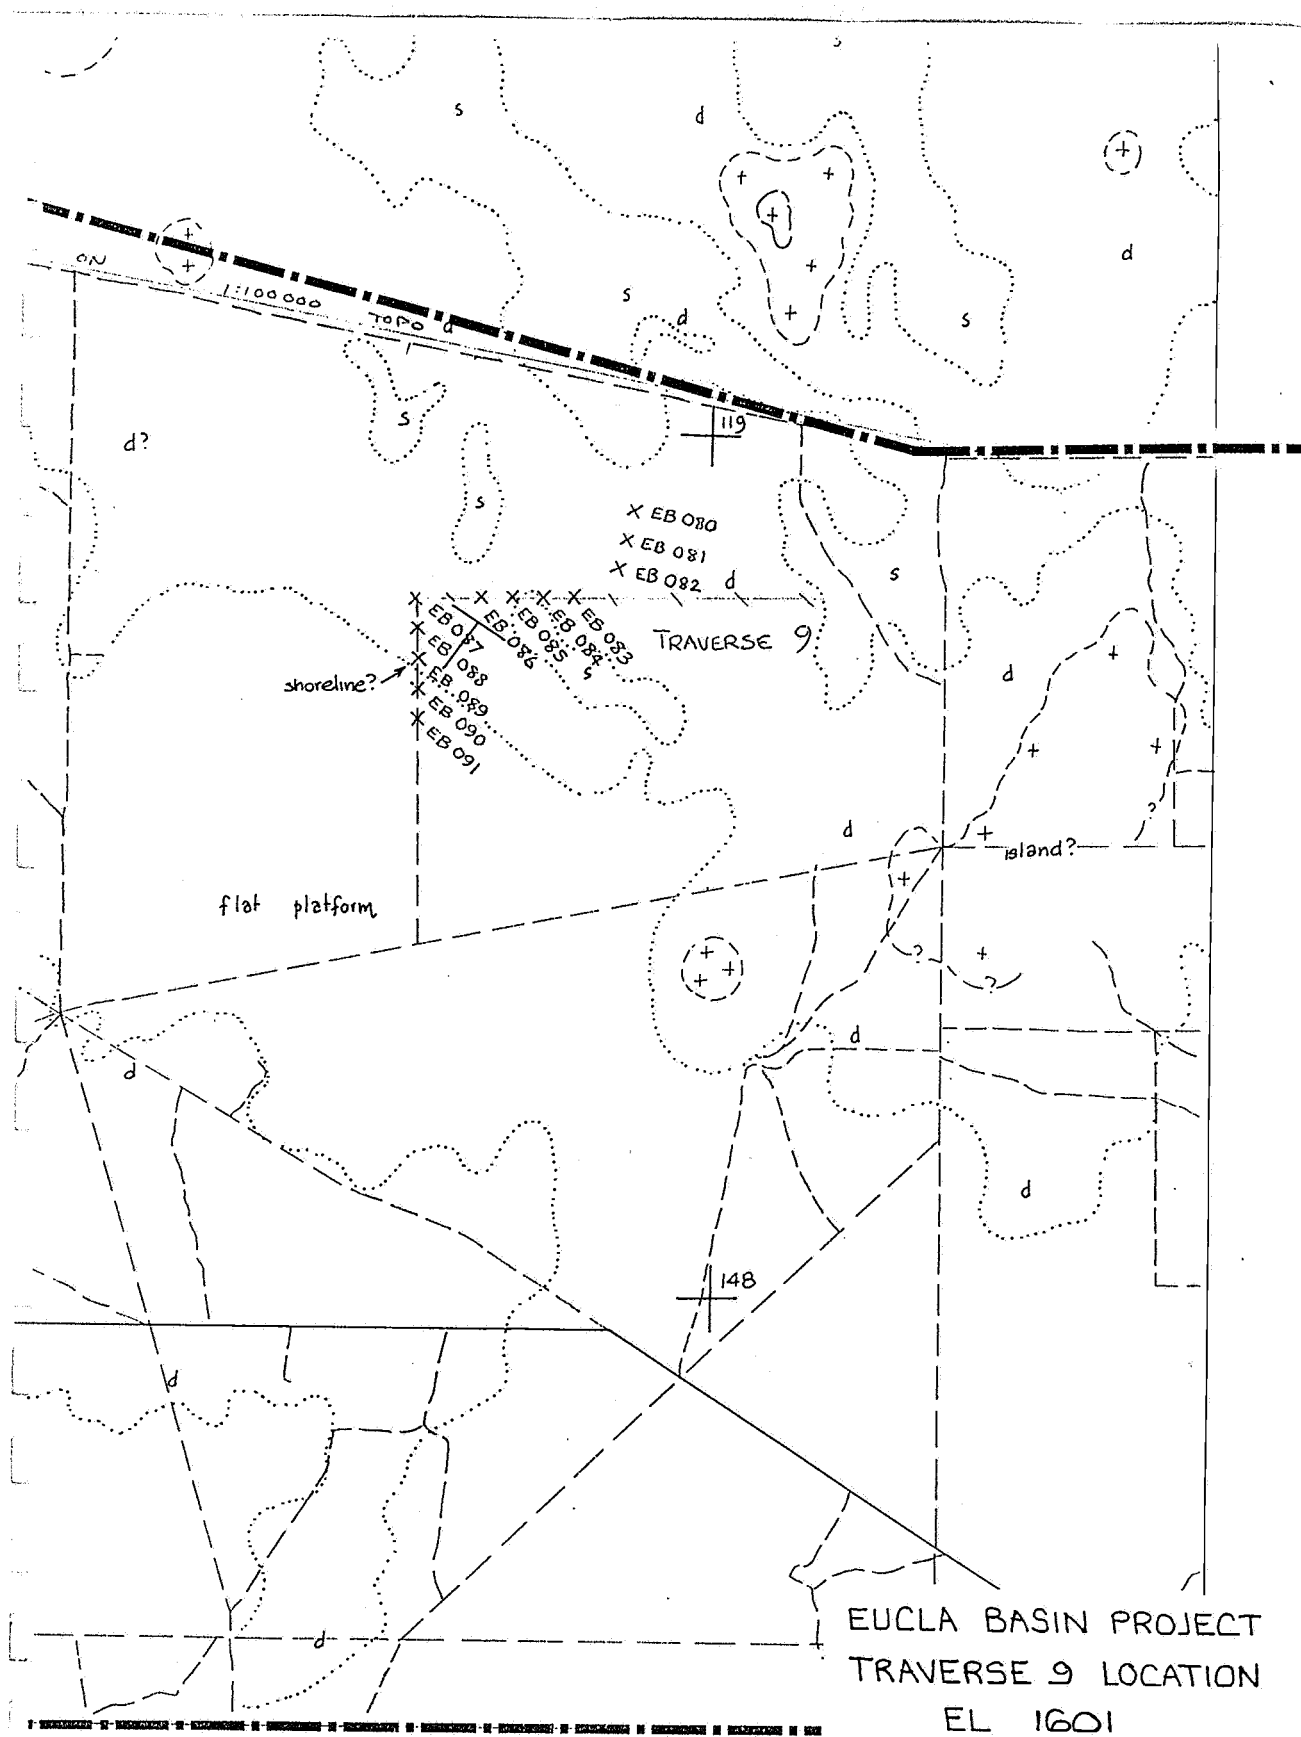 s
s
d
d
ON
1:100 000
TOPO
d
s
d
s
119
d?
s
s
EB 080
EB 081
EB 082
d
s
EB 087
EB 086
EB 085
EB 084
EB 083
TRAVERSE 9
EB 088
s
d
shoreline?
EB 089
EB 090
EB 091
?
d
island?
flat platform
?
?
d
d
d
148
d
d
EUCLA BASIN PROJECT
TRAVERSE 9 LOCATION
EL 1601